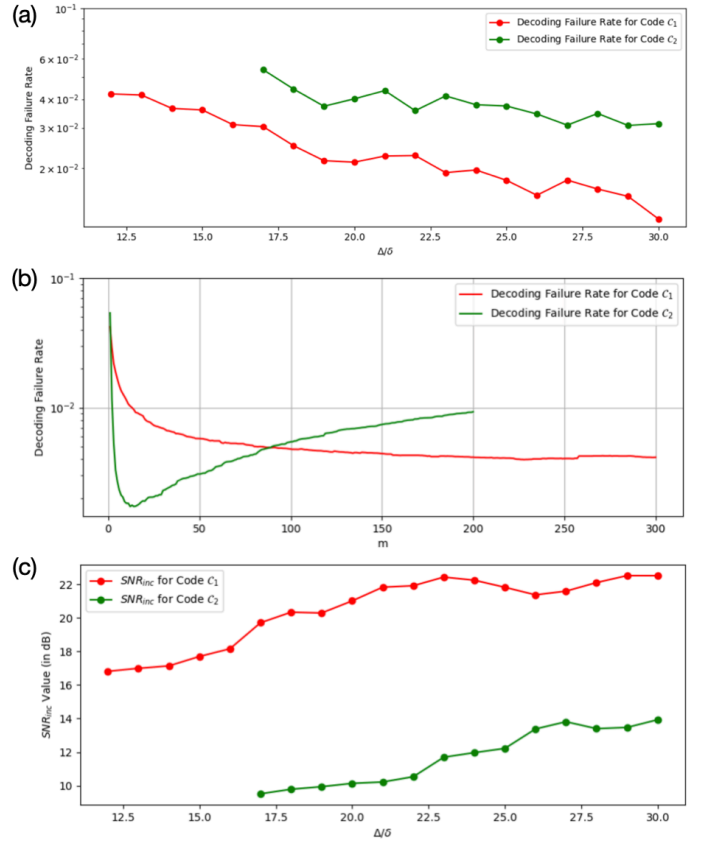 (a)
10⁻¹
6 × 10⁻²
4 × 10⁻²
3 × 10⁻²
2 × 10⁻²
Decoding Failure Rate
Decoding Failure Rate for Code 𝒞₁
Decoding Failure Rate for Code 𝒞₂
12.5 15.0 17.5 20.0 22.5 25.0 27.5 30.0
Δ/δ
(b)
10⁻¹
10⁻²
Decoding Failure Rate
Decoding Failure Rate for Code 𝒞₁
Decoding Failure Rate for Code 𝒞₂
0 50 100 150 200 250 300
m
(c)
22
20
18
16
14
12
10
SNR_inc Value (in dB)
SNR_inc for Code 𝒞₁
SNR_inc for Code 𝒞₂
12.5 15.0 17.5 20.0 22.5 25.0 27.5 30.0
Δ/δ